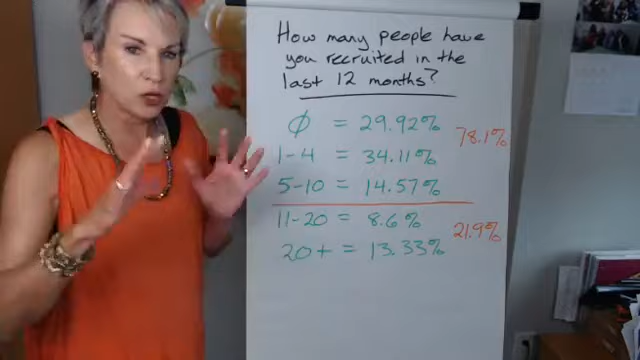 How many people have
you recruited in the
last 12 months?
Ø = 29.92%
78.1%
1-4 = 34.11%
5-10 = 14.57%
11-20 = 8.6%
21.9%
20+ = 13.33%